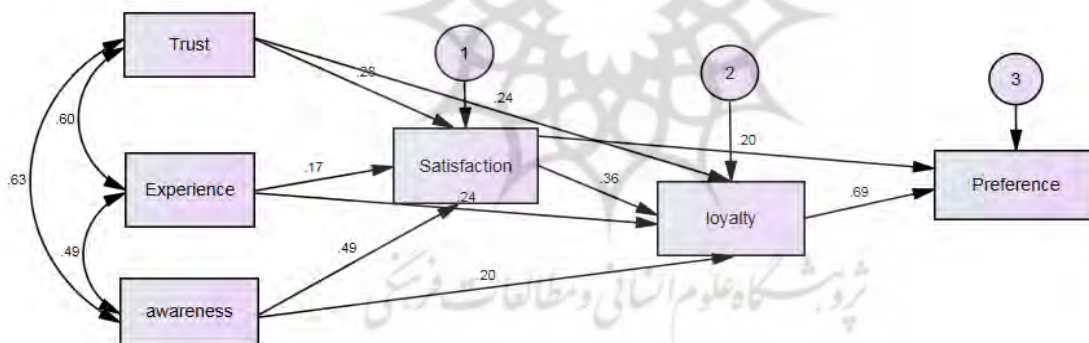 Trust
1
2
3
.28
.24
.60
.20
Satisfaction
Experience
.17
.36
Preference
.63
.69
.24
loyalty
.49
.49
.20
awareness
پژوهشگاه علوم انسانی و مطالعات فرهنگی